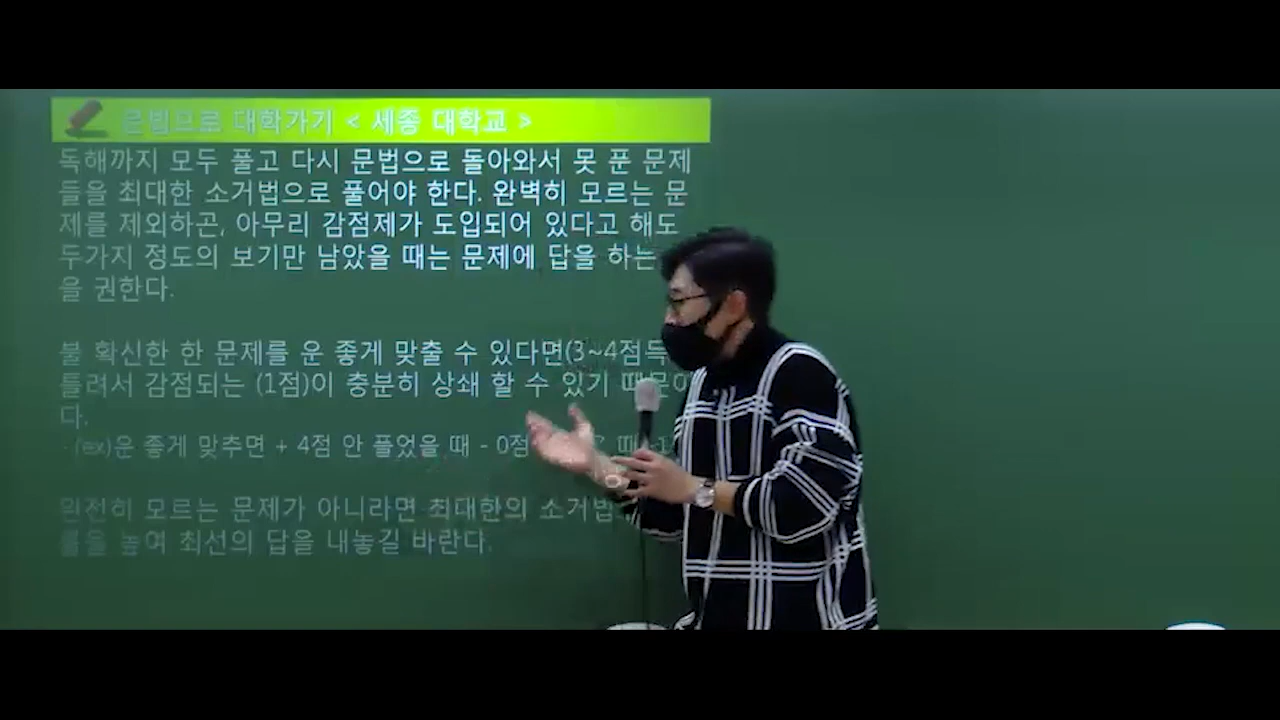 문법으로 대학가기 < 세종 대학교 >
독해까지 모두 풀고 다시 문법으로 돌아와서 못 푼 문제
들을 최대한 소거법으로 풀어야 한다. 완벽히 모르는 문
제를 제외하곤, 아무리 감점제가 도입되어 있다고 해도
두가지 정도의 보기만 남았을 때는 문제에 답을 하는
을 권한다.
불 확신한 한 문제를 운 좋게 맞출 수 있다면(3~4점득
틀려서 감점되는 (1점)이 충분히 상쇄 할 수 있기 때문이
다.
- (ex)운 좋게 맞추면 + 4점 안 풀었을 때 - 0점
완전히 모르는 문제가 아니라면 최대한의 소거법
률을 높여 최선의 답을 내놓길 바란다.